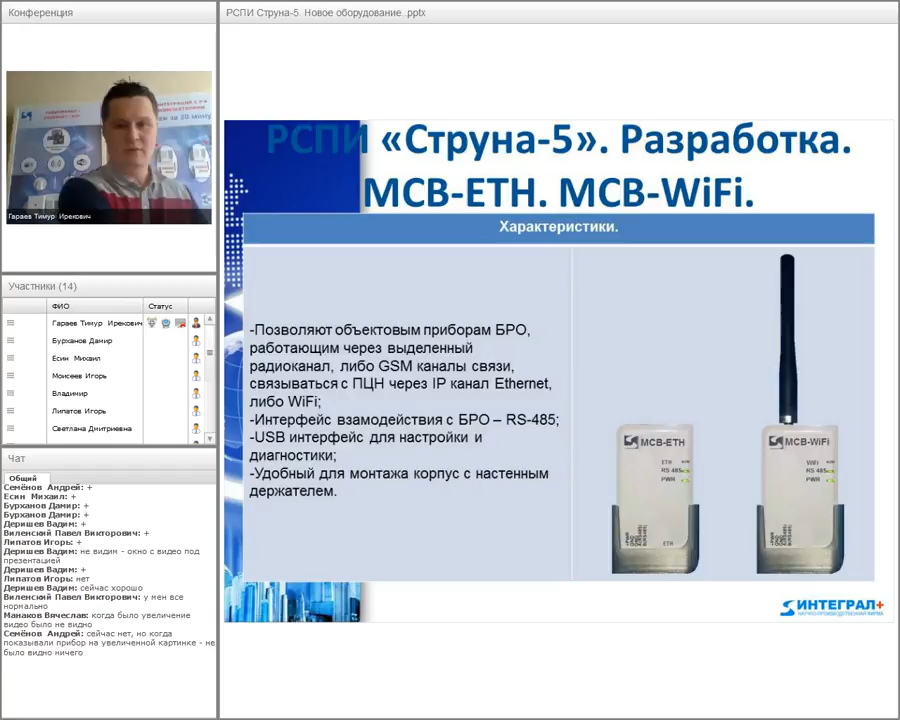 Конференция
РСПИ Струна-5. Новое оборудование..pptx
Гараев Тимур Ирекович
Участники (14)
ФИО
Статус
Гараев Тимур Ирекович
Бурханов Дамир
Есин Михаил
Моисеев Игорь
Владимир
Липатов Игорь
Светлана Дмитриевна
Чат
Общий
Семёнов Андрей: +
Есин Михаил: +
Бурханов Дамир: +
Бурханов Дамир: +
Деришев Вадим: +
Виленский Павел Викторович: +
Липатов Игорь: +
Деришев Вадим: не видим - окно с видео под
презентацией
Деришев Вадим: +
Липатов Игорь: нет
Деришев Вадим: сейчас хорошо
Виленский Павел Викторович: у мен все
нормально
Манаков Вячеслав: когда было увеличение
видео было не видно
Семёнов Андрей: сейчас нет, но когда
показывали прибор на увеличенной картинке - не
было видно ничего
РСПИ «Струна-5». Разработка.
МСВ-ETH. МСВ-WiFi.
Характеристики.
-Позволяют объектовым приборам БРО,
работающим через выделенный
радиоканал, либо GSM каналы связи,
связываться с ПЦН через IP канал Ethernet,
либо WiFi;
-Интерфейс взамодействия с БРО – RS-485;
-USB интерфейс для настройки и
диагностики;
-Удобный для монтажа корпус с настенным
держателем.
МСВ-ETH
ETH
RS 485
PWR
ETH
МСВ-WiFi
WiFi
RS 485
PWR
ИНТЕГРАЛ+
НАУЧНО-ПРОИЗВОДСТВЕННАЯ ФИРМА